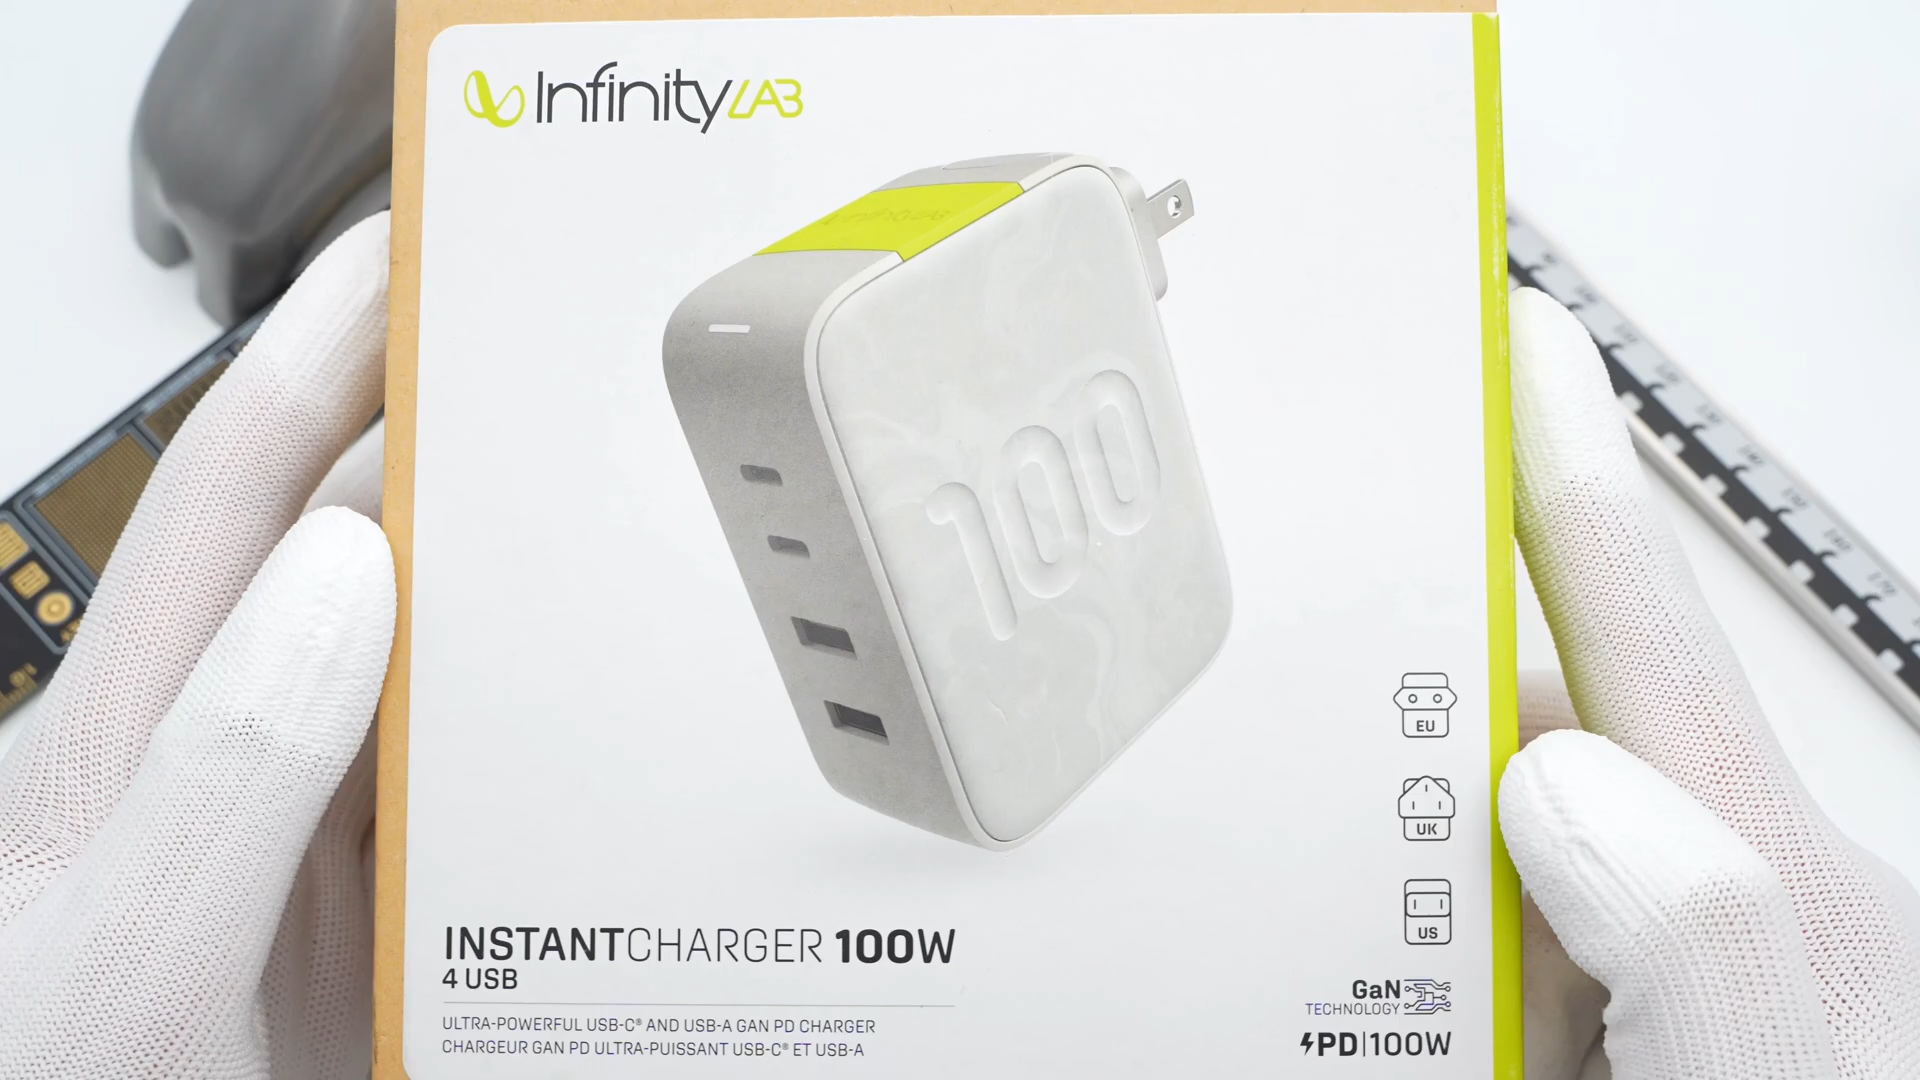 InfinityLAB
100
EU
UK
US
INSTANTCHARGER 100W
4 USB
ULTRA-POWERFUL USB-C® AND USB-A GAN PD CHARGER
CHARGEUR GAN PD ULTRA-PUISSANT USB-C® ET USB-A
GaN
TECHNOLOGY
PD|100W